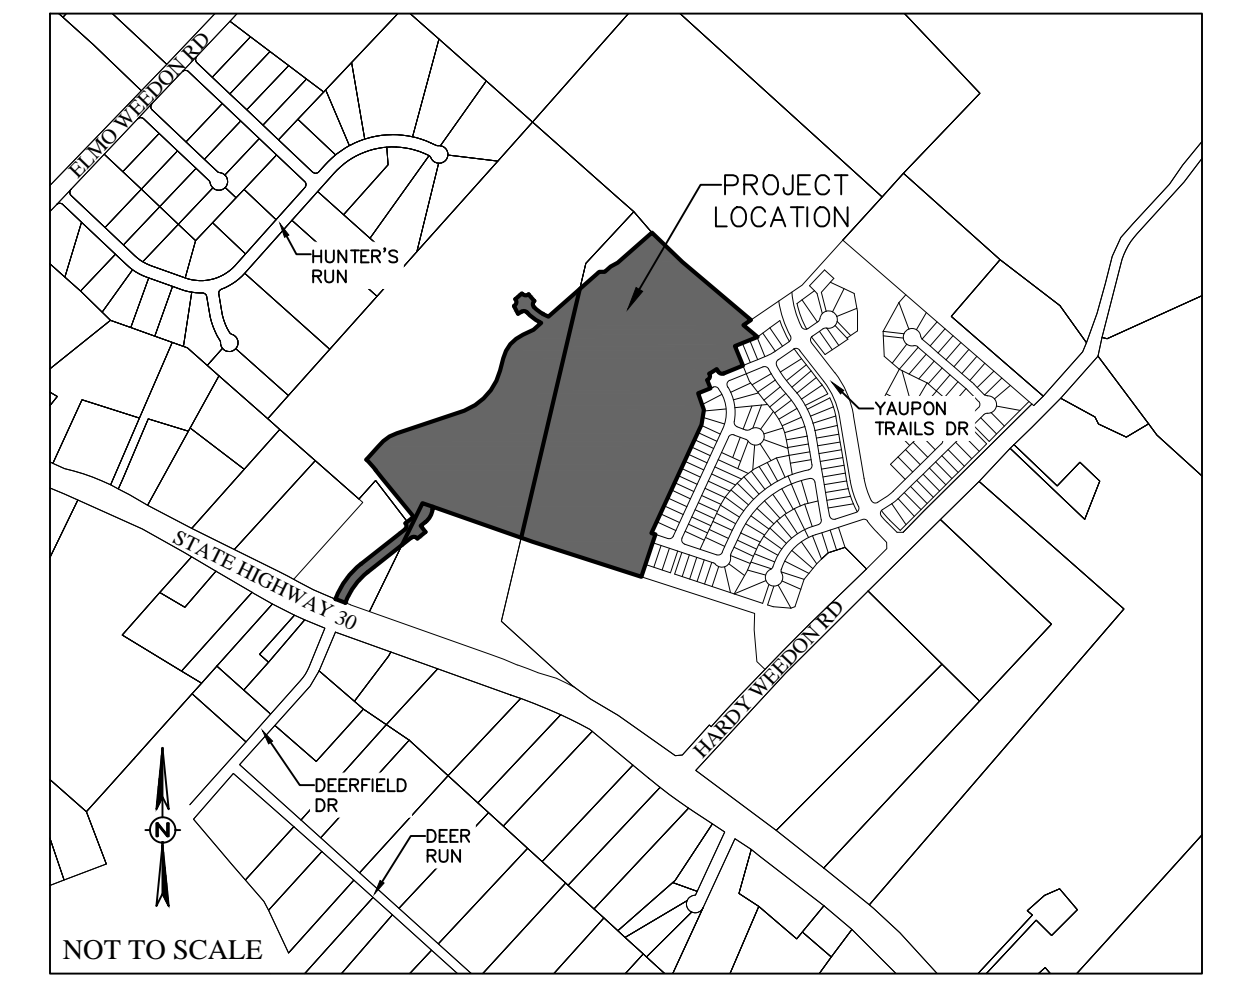 ELMO WEEDON RD
PROJECT
LOCATION
HUNTER'S
RUN
YAUPON
TRAILS DR
STATE HIGHWAY 30
HARDY WEEDON RD
DEERFIELD
DR
DEER
RUN
N
NOT TO SCALE